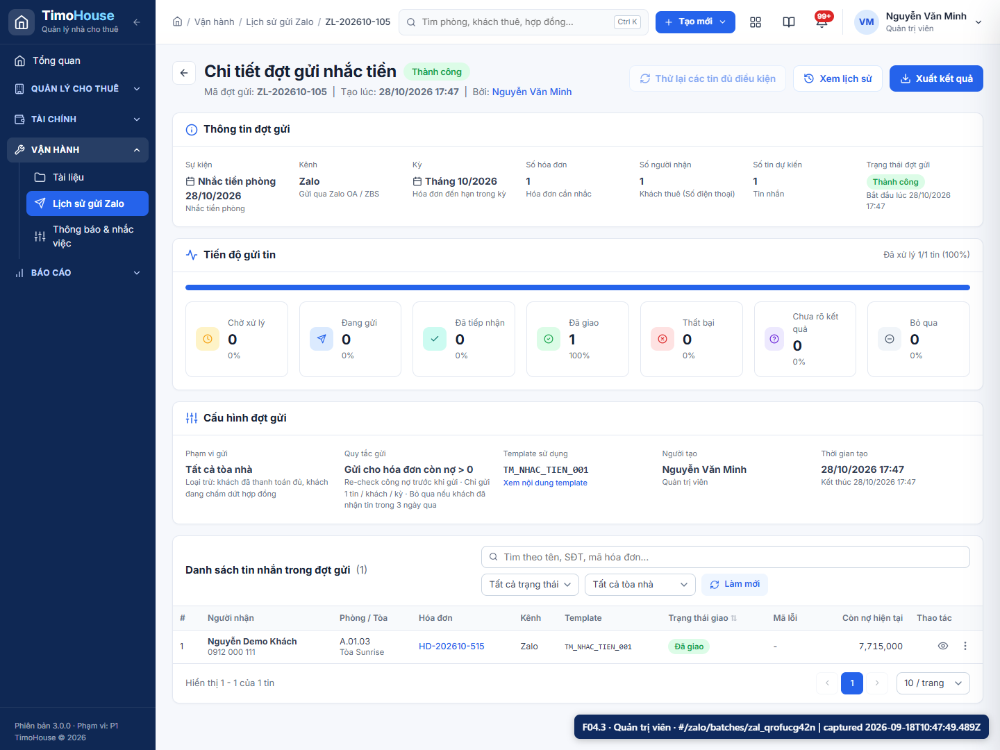 TimoHouse
Quản lý nhà cho thuê
Tổng quan
QUẢN LÝ CHO THUÊ
TÀI CHÍNH
VẬN HÀNH
Tài liệu
Lịch sử gửi Zalo
Thông báo & nhắc
việc
BÁO CÁO
Phiên bản 3.0.0 · Phạm vi: P1
TimoHouse © 2026
/ Vận hành / Lịch sử gửi Zalo / ZL-202610-105
Tìm phòng, khách thuê, hợp đồng...
Ctrl K
Tạo mới
99+
VM
Nguyễn Văn Minh
Quản trị viên
Chi tiết đợt gửi nhắc tiền
Thành công
Mã đợt gửi: ZL-202610-105 | Tạo lúc: 28/10/2026 17:47 | Bởi: Nguyễn Văn Minh
Thử lại các tin đủ điều kiện
Xem lịch sử
Xuất kết quả
Thông tin đợt gửi
Sự kiện
Nhắc tiền phòng
28/10/2026
Nhắc tiền phòng
Kênh
Zalo
Gửi qua Zalo OA / ZBS
Kỳ
Tháng 10/2026
Hóa đơn đến hạn trong kỳ
Số hóa đơn
1
Hóa đơn cần nhắc
Số người nhận
1
Khách thuê (Số điện thoại)
Số tin dự kiến
1
Tin nhắn
Trạng thái đợt gửi
Thành công
Bắt đầu lúc 28/10/2026
17:47
Tiến độ gửi tin
Đã xử lý 1/1 tin (100%)
Chờ xử lý
0
0%
Đang gửi
0
0%
Đã tiếp nhận
0
0%
Đã giao
1
100%
Thất bại
0
0%
Chưa rõ kết
quả
0
0%
Bỏ qua
0
0%
Cấu hình đợt gửi
Phạm vi gửi
Tất cả tòa nhà
Loại trừ: khách đã thanh toán đủ, khách
đang chấm dứt hợp đồng
Quy tắc gửi
Gửi cho hóa đơn còn nợ > 0
Re-check công nợ trước khi gửi · Chỉ gửi
1 tin / khách / kỳ · Bỏ qua nếu khách đã
nhận tin trong 3 ngày qua
Template sử dụng
TM_NHAC_TIEN_001
Xem nội dung template
Người tạo
Nguyễn Văn Minh
Quản trị viên
Thời gian tạo
28/10/2026 17:47
Kết thúc 28/10/2026 17:47
Danh sách tin nhắn trong đợt gửi (1)
Tìm theo tên, SĐT, mã hóa đơn...
Tất cả trạng thái
Tất cả tòa nhà
Làm mới
# Người nhận Phòng / Tòa Hóa đơn Kênh Template Trạng thái giao Mã lỗi Còn nợ hiện tại Thao tác
1 Nguyễn Demo Khách A.01.03 HD-202610-515 Zalo TM_NHAC_TIEN_001 Đã giao - 7,715,000
0912 000 111 Tòa Sunrise
Hiển thị 1 - 1 của 1 tin
1
10 / trang
F04.3 · Quản trị viên · #/zalo/batches/zal_qrofucg42n | captured 2026-09-18T10:47:49.489Z